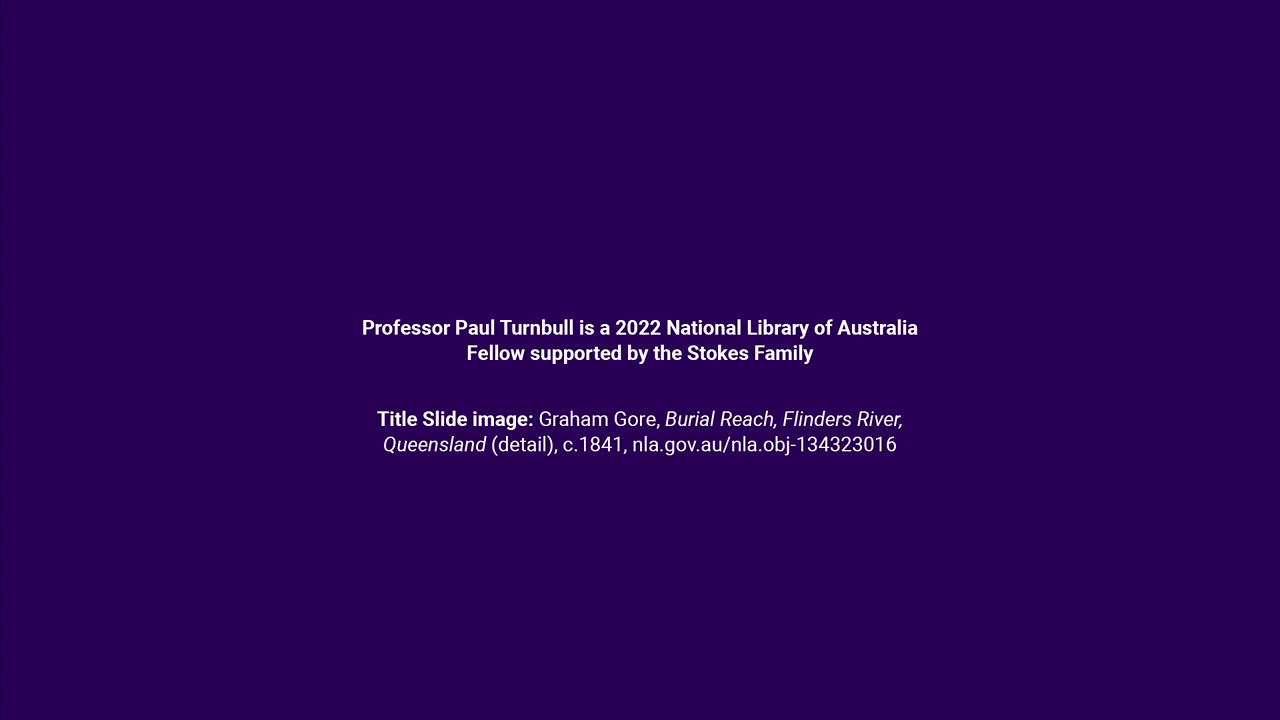 Professor Paul Turnbull is a 2022 National Library of Australia
Fellow supported by the Stokes Family
Title Slide image: Graham Gore, Burial Reach, Flinders River,
Queensland (detail), c.1841, nla.gov.au/nla.obj-134323016